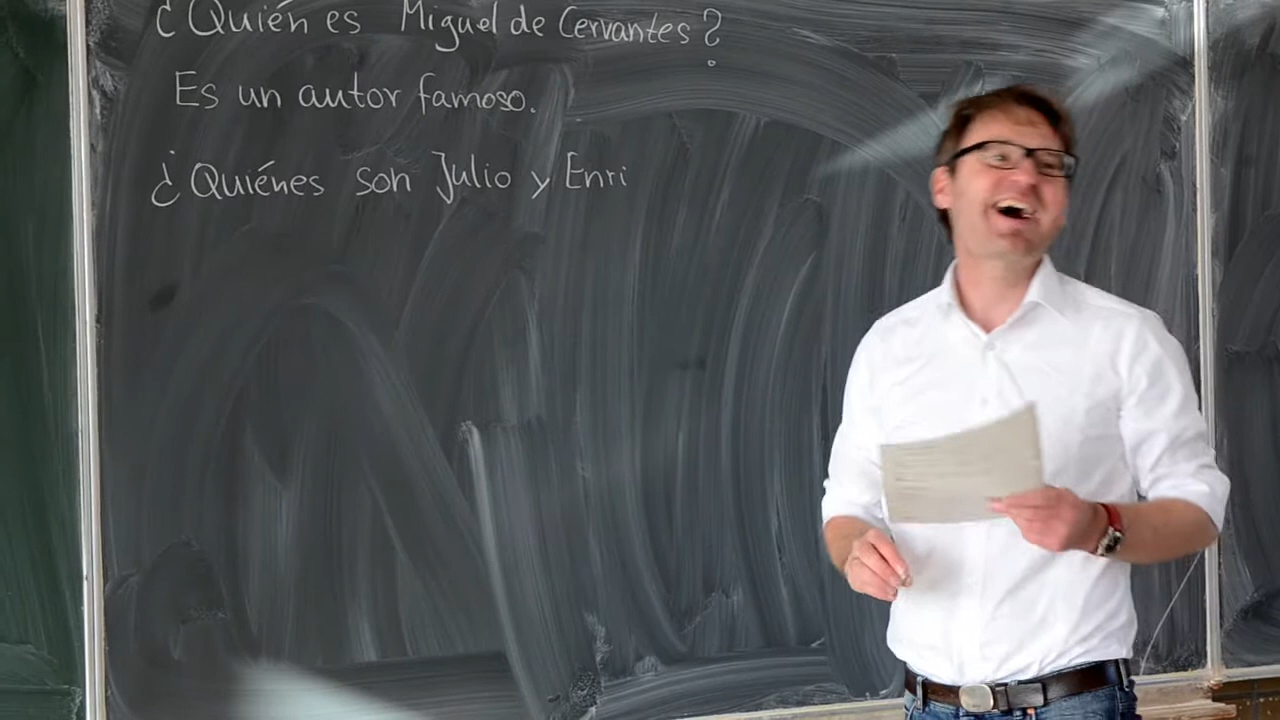 ¿Quién es Miguel de Cervantes?
Es un autor famoso.
¿Quiénes son Julio y Enri